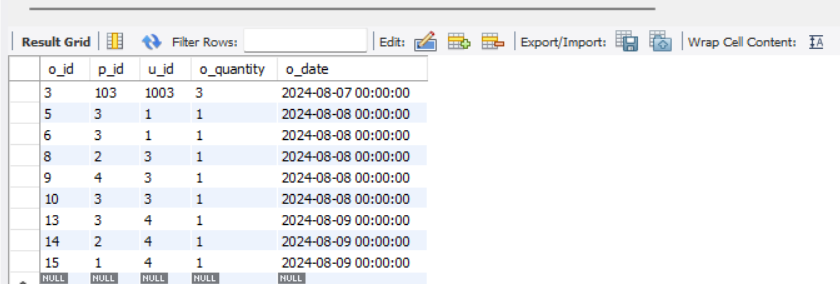 Result Grid Filter Rows: Edit: Export/Import: Wrap Cell Content: IA
o_id p_id u_id o_quantity o_date
3 103 1003 3 2024-08-07 00:00:00
5 3 1 1 2024-08-08 00:00:00
6 3 1 1 2024-08-08 00:00:00
8 2 3 1 2024-08-08 00:00:00
9 4 3 1 2024-08-08 00:00:00
10 3 3 1 2024-08-08 00:00:00
13 3 4 1 2024-08-09 00:00:00
14 2 4 1 2024-08-09 00:00:00
15 1 4 1 2024-08-09 00:00:00
NULL NULL NULL NULL NULL